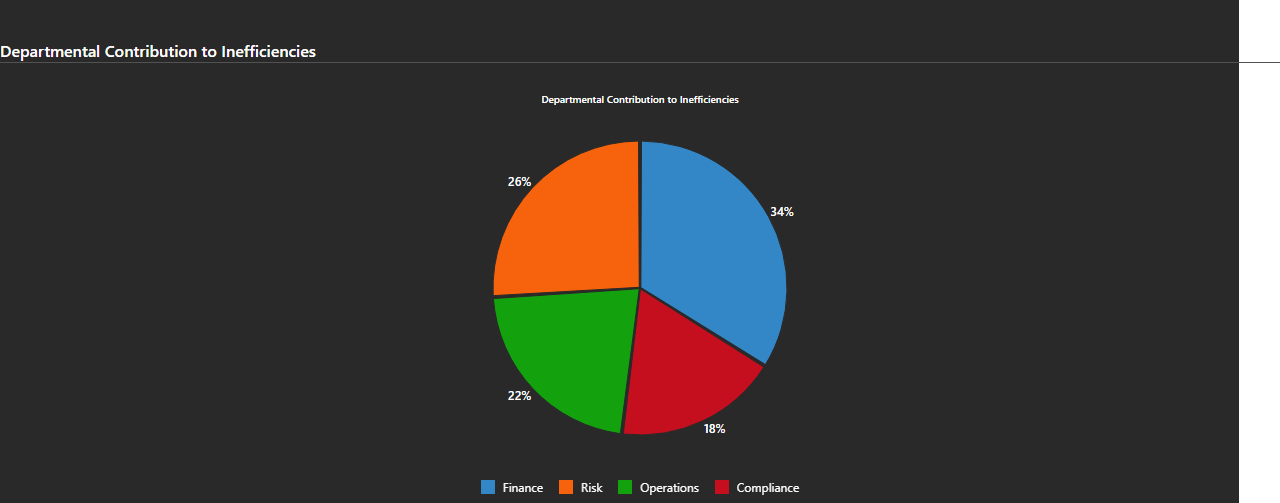 Departmental Contribution to Inefficiencies
Departmental Contribution to Inefficiencies
26%
34%
22%
18%
Finance Risk Operations Compliance